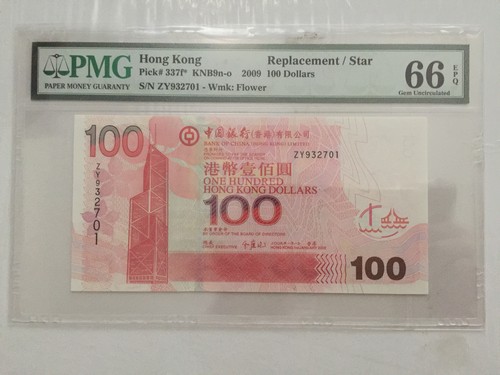 PMG
PAPER MONEY GUARANTY
Hong Kong Replacement / Star
Pick# 337f* KNB9n-o 2009 100 Dollars
S/N ZY932701 - Wmk: Flower
66 EPQ
Gem Uncirculated
100
中國銀行(香港)有限公司
BANK OF CHINA (HONG KONG) LIMITED
ZY932701
港幣壹佰圓
ONE HUNDRED
HONG KONG DOLLARS
100
ZY932701
100